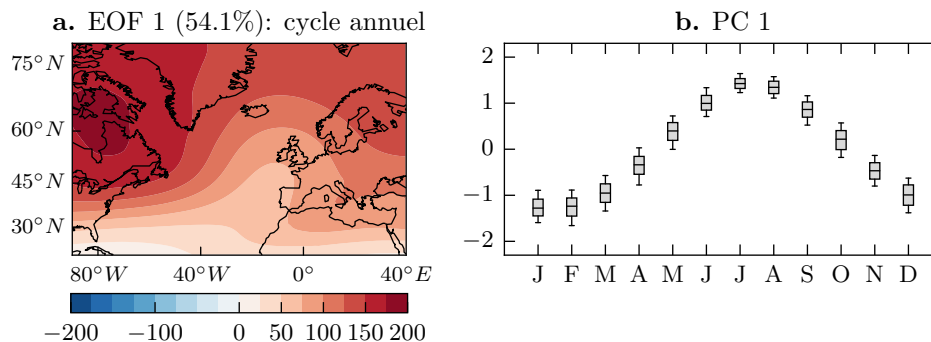 a. EOF 1 (54.1%): cycle annuel
75°N
60°N
45°N
30°N
80°W 40°W 0° 40°E
−200 −100 0 50 100 150 200
b. PC 1
2
1
0
−1
−2
J F M A M J J A S O N D